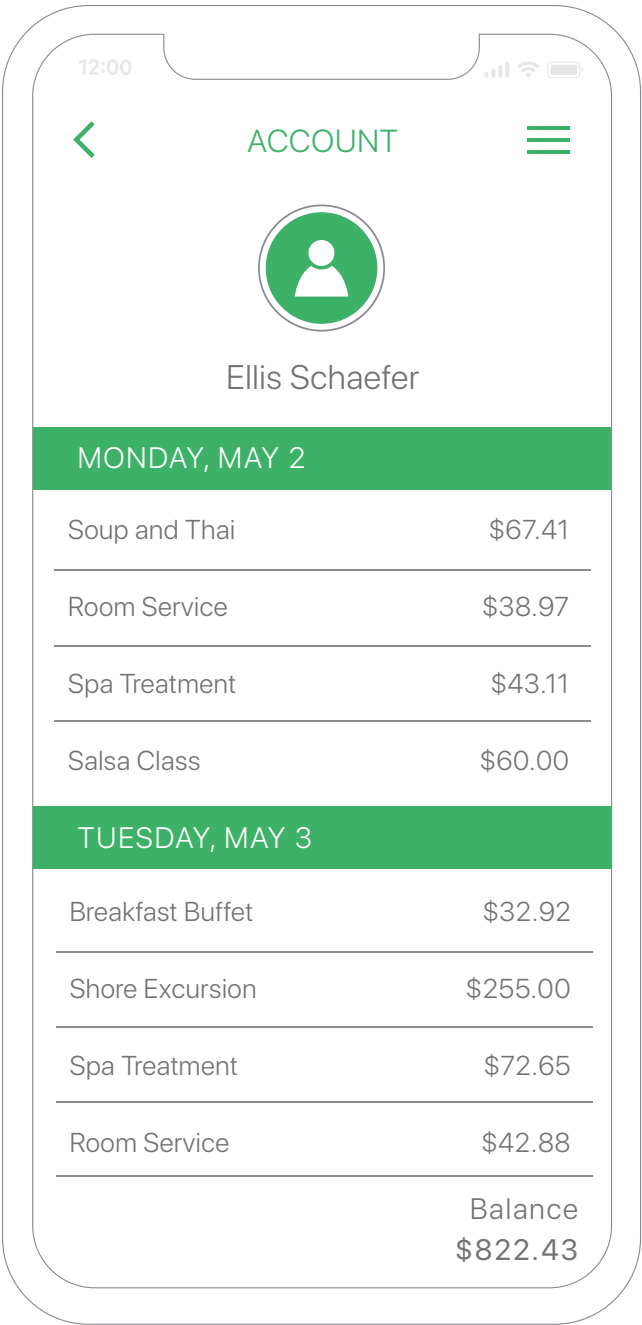 12:00
ACCOUNT
Ellis Schaefer
MONDAY, MAY 2
Soup and Thai $67.41
Room Service $38.97
Spa Treatment $43.11
Salsa Class $60.00
TUESDAY, MAY 3
Breakfast Buffet $32.92
Shore Excursion $255.00
Spa Treatment $72.65
Room Service $42.88
Balance
$822.43